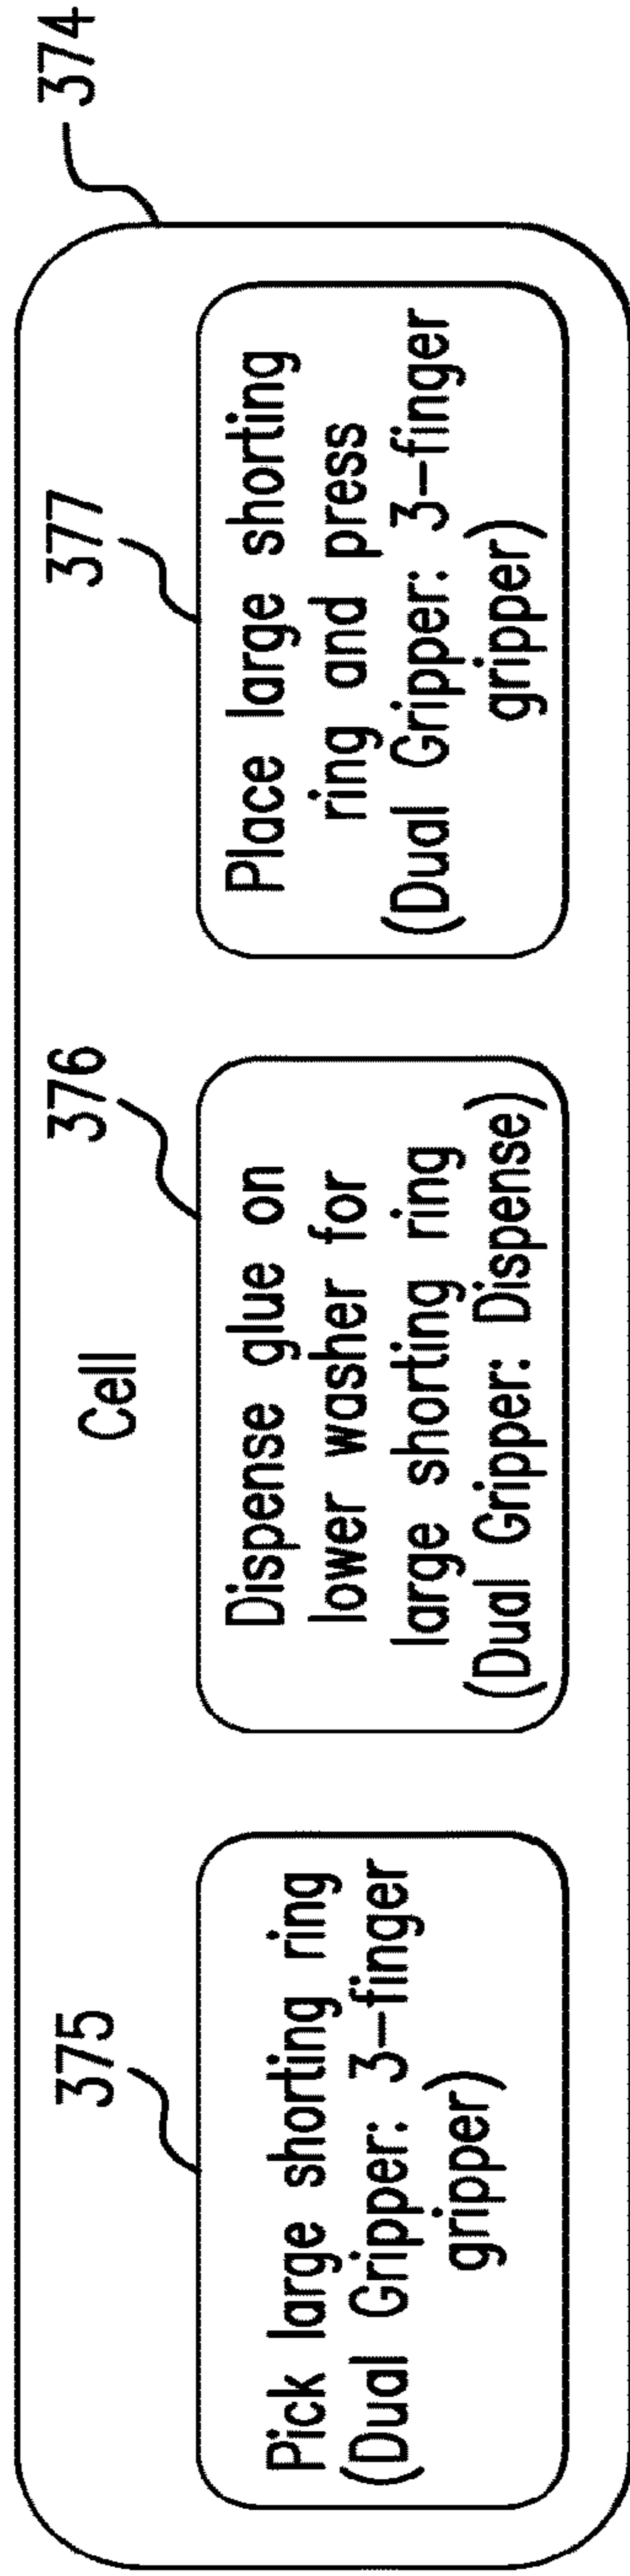 374
Cell
375
Pick large shorting ring
(Dual Gripper: 3-finger
gripper)
376
Dispense glue on
lower washer for
large shorting ring
(Dual Gripper: Dispense)
377
Place large shorting
ring and press
(Dual Gripper: 3-finger
gripper)